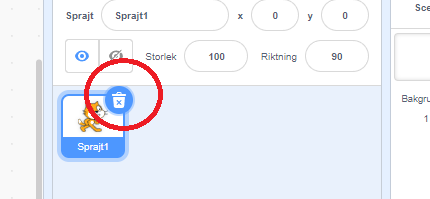 Sprajt Sprajt1 x 0 y 0
Storlek 100 Riktning 90
Sprajt1
Sce
Bakgru
1